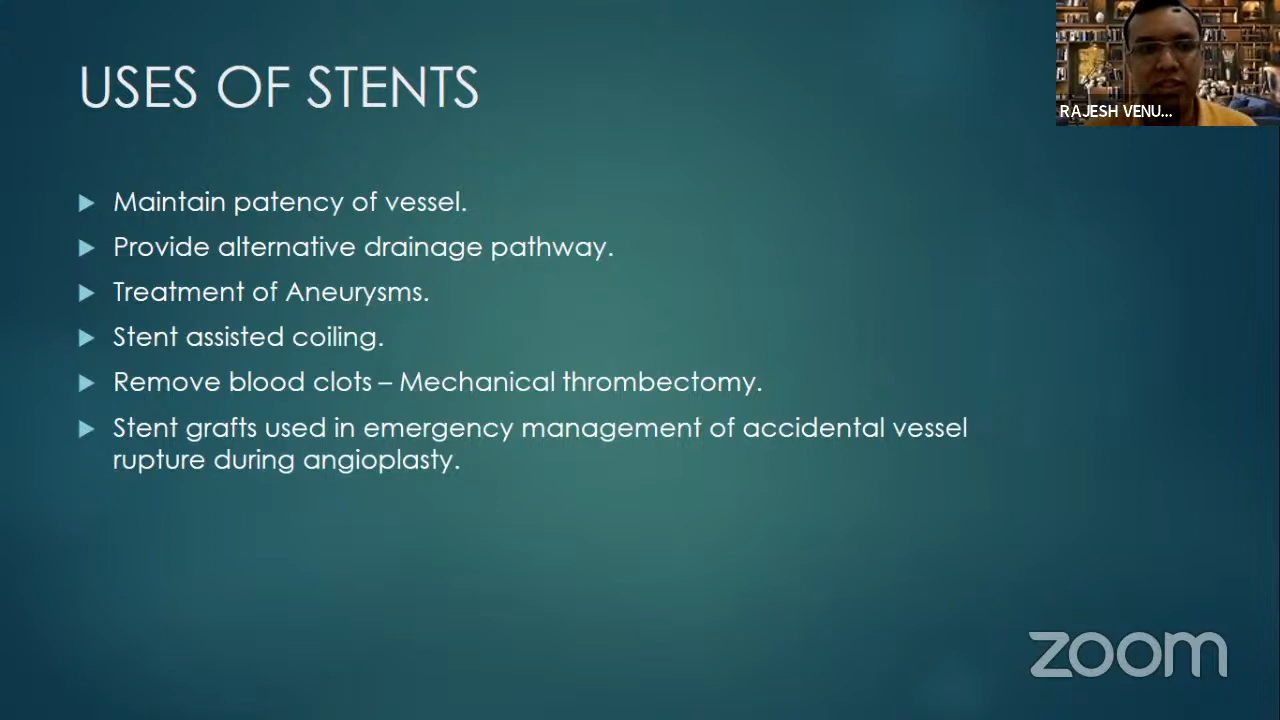 USES OF STENTS
RAJESH VENU...
Maintain patency of vessel.
Provide alternative drainage pathway.
Treatment of Aneurysms.
Stent assisted coiling.
Remove blood clots – Mechanical thrombectomy.
Stent grafts used in emergency management of accidental vessel
rupture during angioplasty.
zoom